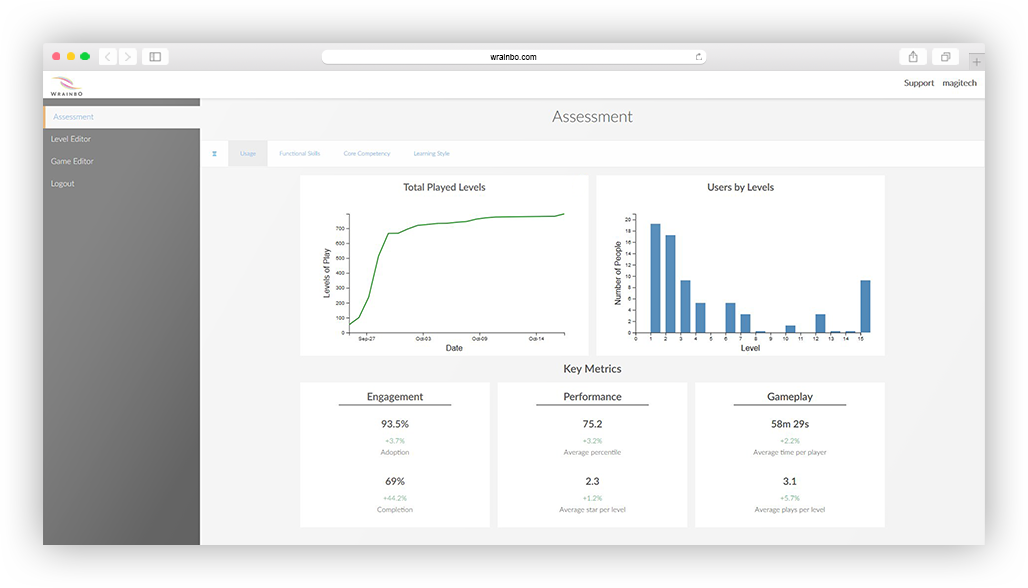 wrainbo.com
WRAINBO
Support magitech
Assessment
Level Editor
Game Editor
Logout
Assessment
Usage Functional Skills Core Competency Learning Style
Total Played Levels
Levels of Play
700
600
500
400
300
200
100
0
Sep-27 Oct-03 Oct-09 Oct-14
Date
Users by Levels
Number of People
20
18
16
14
12
10
8
6
4
2
0
0 1 2 3 4 5 6 7 8 9 10 11 12 13 14 15
Level
Key Metrics
Engagement
93.5%
+3.7%
Adoption
69%
+44.2%
Completion
Performance
75.2
+3.2%
Average percentile
2.3
+1.2%
Average star per level
Gameplay
58m 29s
+2.2%
Average time per player
3.1
+5.7%
Average plays per level